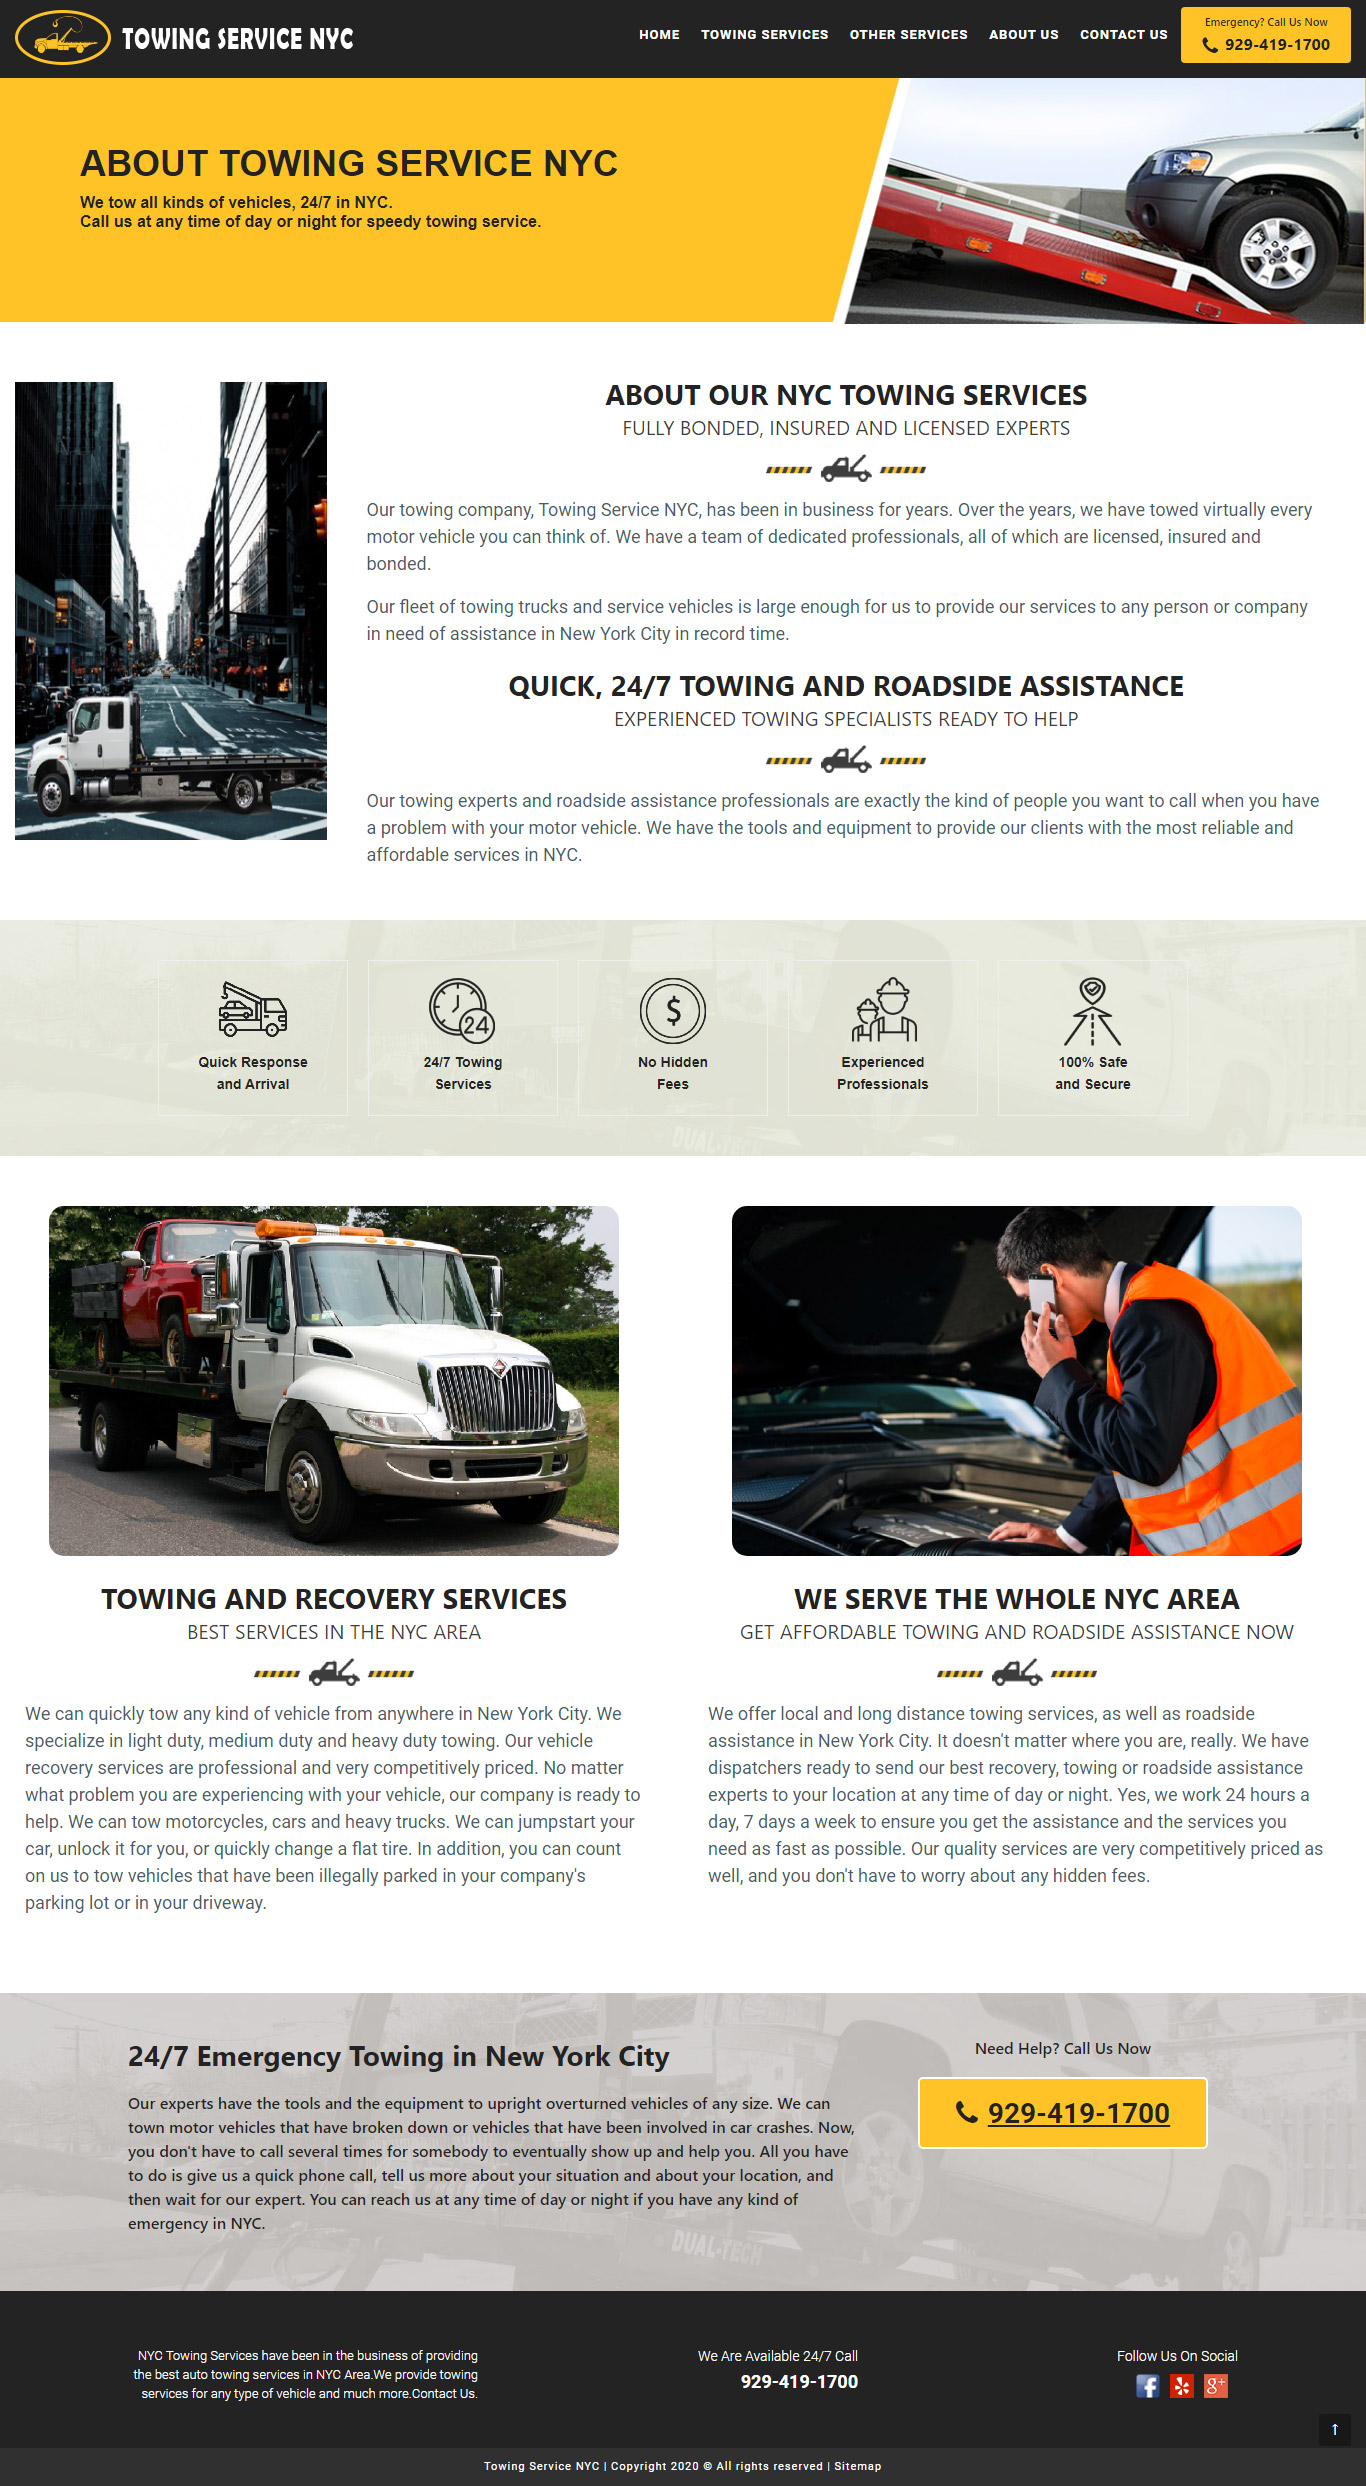 TOWING SERVICE NYC
HOME TOWING SERVICES OTHER SERVICES ABOUT US CONTACT US
Emergency? Call Us Now
929-419-1700
ABOUT TOWING SERVICE NYC
We tow all kinds of vehicles, 24/7 in NYC.
Call us at any time of day or night for speedy towing service.
ABOUT OUR NYC TOWING SERVICES
FULLY BONDED, INSURED AND LICENSED EXPERTS
Our towing company, Towing Service NYC, has been in business for years. Over the years, we have towed virtually every
motor vehicle you can think of. We have a team of dedicated professionals, all of which are licensed, insured and
bonded.
Our fleet of towing trucks and service vehicles is large enough for us to provide our services to any person or company
in need of assistance in New York City in record time.
QUICK, 24/7 TOWING AND ROADSIDE ASSISTANCE
EXPERIENCED TOWING SPECIALISTS READY TO HELP
Our towing experts and roadside assistance professionals are exactly the kind of people you want to call when you have
a problem with your motor vehicle. We have the tools and equipment to provide our clients with the most reliable and
affordable services in NYC.
24
$
Quick Response
and Arrival
24/7 Towing
Services
No Hidden
Fees
Experienced
Professionals
100% Safe
and Secure
DUAL-TECH
TOWING AND RECOVERY SERVICES
BEST SERVICES IN THE NYC AREA
We can quickly tow any kind of vehicle from anywhere in New York City. We
specialize in light duty, medium duty and heavy duty towing. Our vehicle
recovery services are professional and very competitively priced. No matter
what problem you are experiencing with your vehicle, our company is ready to
help. We can tow motorcycles, cars and heavy trucks. We can jumpstart your
car, unlock it for you, or quickly change a flat tire. In addition, you can count
on us to tow vehicles that have been illegally parked in your company's
parking lot or in your driveway.
WE SERVE THE WHOLE NYC AREA
GET AFFORDABLE TOWING AND ROADSIDE ASSISTANCE NOW
We offer local and long distance towing services, as well as roadside
assistance in New York City. It doesn't matter where you are, really. We have
dispatchers ready to send our best recovery, towing or roadside assistance
experts to your location at any time of day or night. Yes, we work 24 hours a
day, 7 days a week to ensure you get the assistance and the services you
need as fast as possible. Our quality services are very competitively priced as
well, and you don't have to worry about any hidden fees.
24/7 Emergency Towing in New York City
Our experts have the tools and the equipment to upright overturned vehicles of any size. We can
town motor vehicles that have broken down or vehicles that have been involved in car crashes. Now,
you don't have to call several times for somebody to eventually show up and help you. All you have
to do is give us a quick phone call, tell us more about your situation and about your location, and
then wait for our expert. You can reach us at any time of day or night if you have any kind of
emergency in NYC.
Need Help? Call Us Now
929-419-1700
DUAL-TECH
NYC Towing Services have been in the business of providing
the best auto towing services in NYC Area.We provide towing
services for any type of vehicle and much more.Contact Us.
We Are Available 24/7 Call
929-419-1700
Follow Us On Social
f
g+
↑
Towing Service NYC | Copyright 2020 © All rights reserved | Sitemap